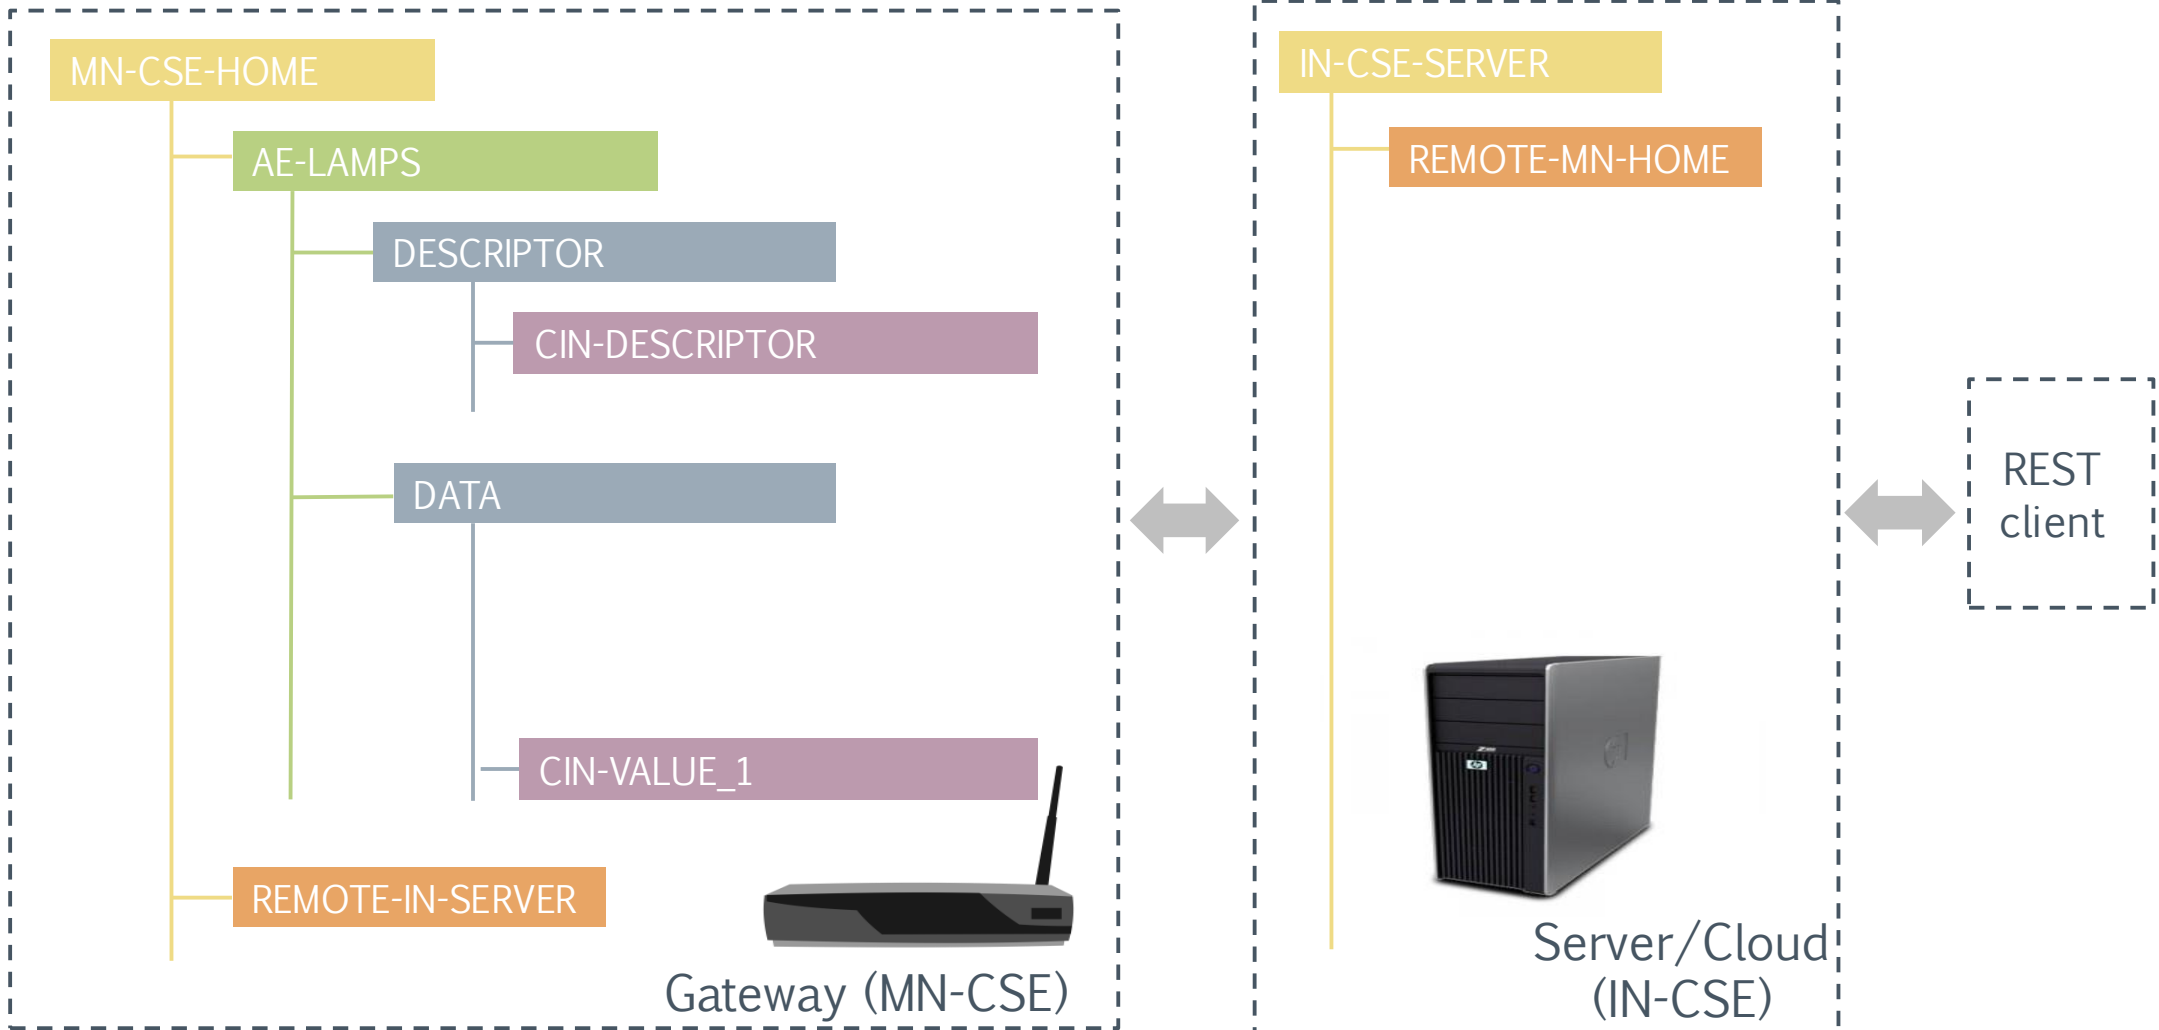 MN-CSE-HOME
AE-LAMPS
DESCRIPTOR
CIN-DESCRIPTOR
DATA
CIN-VALUE_1
REMOTE-IN-SERVER
Gateway (MN-CSE)
IN-CSE-SERVER
REMOTE-MN-HOME
Server/Cloud
(IN-CSE)
REST
client